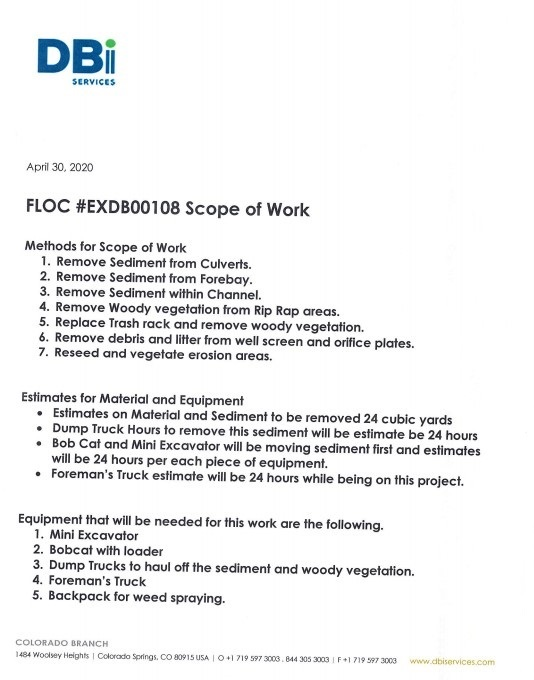 DBi
SERVICES
April 30, 2020
FLOC #EXDB00108 Scope of Work
Methods for Scope of Work
1. Remove Sediment from Culverts.
2. Remove Sediment from Forebay.
3. Remove Sediment within Channel.
4. Remove Woody vegetation from Rip Rap areas.
5. Replace Trash rack and remove woody vegetation.
6. Remove debris and litter from well screen and orifice plates.
7. Reseed and vegetate erosion areas.
Estimates for Material and Equipment
• Estimates on Material and Sediment to be removed 24 cubic yards
• Dump Truck Hours to remove this sediment will be estimate be 24 hours
• Bob Cat and Mini Excavator will be moving sediment first and estimates
will be 24 hours per each piece of equipment.
• Foreman's Truck estimate will be 24 hours while being on this project.
Equipment that will be needed for this work are the following.
1. Mini Excavator
2. Bobcat with loader
3. Dump Trucks to haul off the sediment and woody vegetation.
4. Foreman's Truck
5. Backpack for weed spraying.
COLORADO BRANCH
1484 Woolsey Heights | Colorado Springs, CO 80915 USA | O +1 719 597 3003 . 844 305 3003 | F +1 719 597 3003 www.dbiservices.com